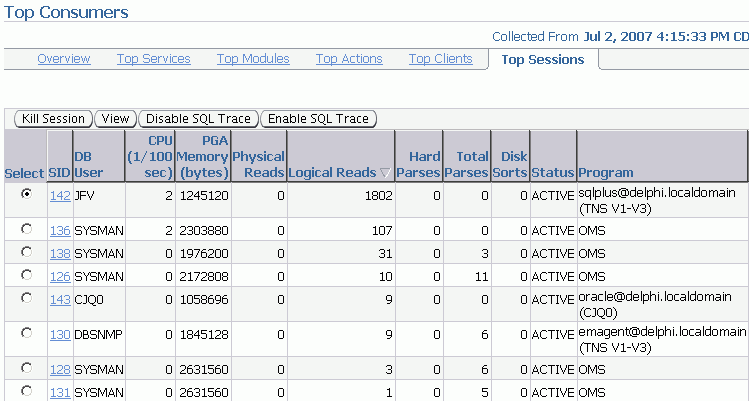 Top Consumers
Collected From Jul 2, 2007 4:15:33 PM CD
Overview Top Services Top Modules Top Actions Top Clients Top Sessions
Kill Session View Disable SQL Trace Enable SQL Trace
Select SID DB User CPU (1/100 sec) PGA Memory (bytes) Physical Reads Logical Reads Hard Parses Total Parses Disk Sorts Status Program
142 JFV 2 1245120 0 1802 0 0 0 ACTIVE sqlplus@delphi.localdomain (TNS V1-V3)
136 SYSMAN 2 2303880 0 107 0 0 0 ACTIVE OMS
138 SYSMAN 0 1976200 0 31 0 3 0 ACTIVE OMS
126 SYSMAN 0 2172808 0 10 0 11 0 ACTIVE OMS
143 CJQ0 0 1058696 0 9 0 0 0 ACTIVE oracle@delphi.localdomain (CJQ0)
130 DBSNMP 0 1845128 0 9 0 6 0 ACTIVE emagent@delphi.localdomain (TNS V1-V3)
128 SYSMAN 0 2631560 0 3 0 6 0 ACTIVE OMS
131 SYSMAN 0 2631560 0 1 0 5 0 ACTIVE OMS